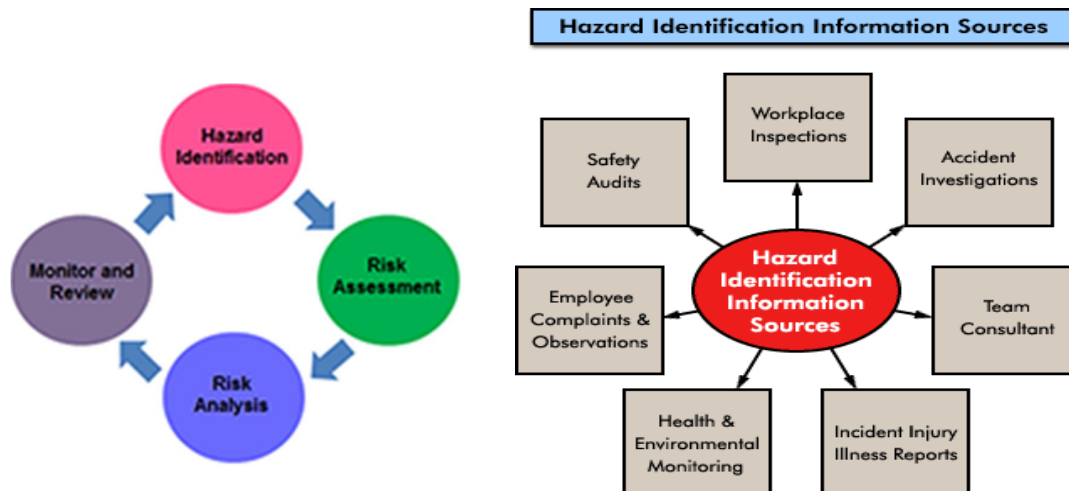 Hazard
Identification
Risk
Assessment
Risk
Analysis
Monitor and
Review
Hazard Identification Information Sources
Workplace
Inspections
Safety
Audits
Accident
Investigations
Hazard
Identification
Information
Sources
Employee
Complaints &
Observations
Team
Consultant
Health &
Environmental
Monitoring
Incident Injury
Illness Reports